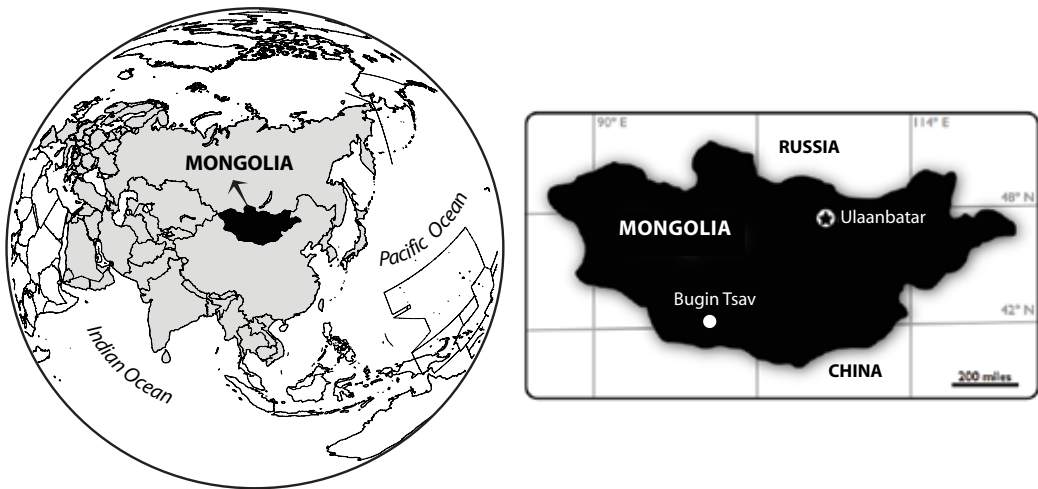 MONGOLIA
Pacific Ocean
Indian Ocean
90° E
114° E
RUSSIA
48° N
Ulaanbatar
MONGOLIA
Bugin Tsav
42° N
CHINA
200 miles